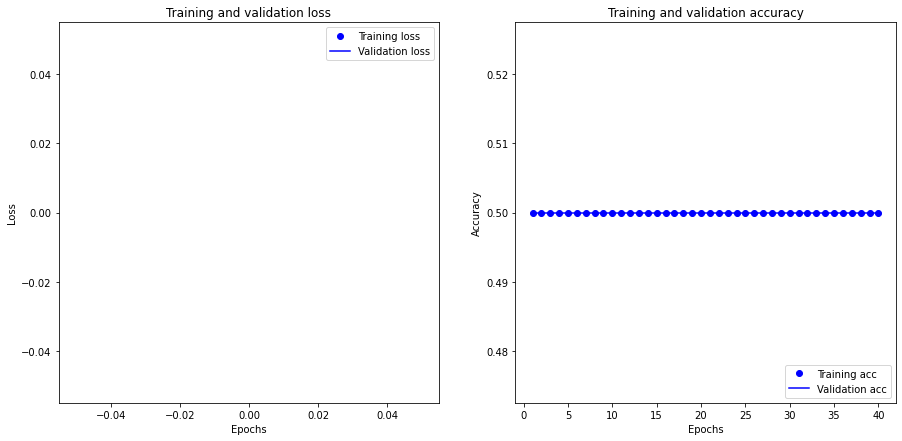 Training and validation loss
Training loss
Validation loss
0.04
0.02
0.00
−0.02
−0.04
Loss
−0.04
−0.02
0.00
0.02
0.04
Epochs
Training and validation accuracy
0.52
0.51
0.50
0.49
0.48
Accuracy
Training acc
Validation acc
0
5
10
15
20
25
30
35
40
Epochs